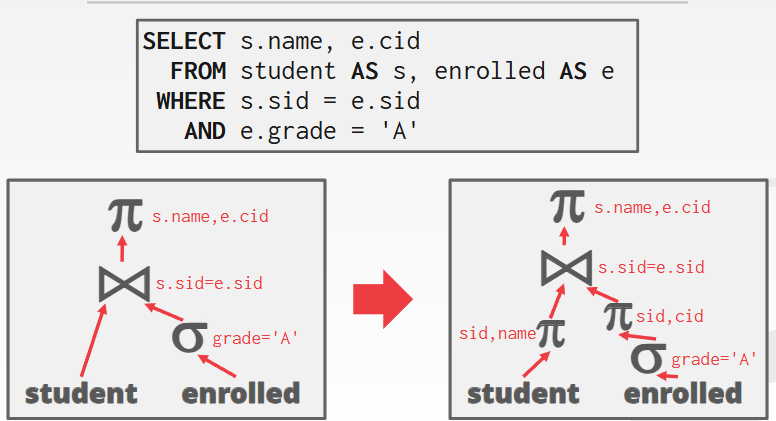 SELECT s.name, e.cid
FROM student AS s, enrolled AS e
WHERE s.sid = e.sid
AND e.grade = 'A'
π s.name,e.cid
⋈ s.sid=e.sid
σ grade='A'
student enrolled
π s.name,e.cid
⋈ s.sid=e.sid
π sid,cid
sid,name π
σ grade='A'
student enrolled